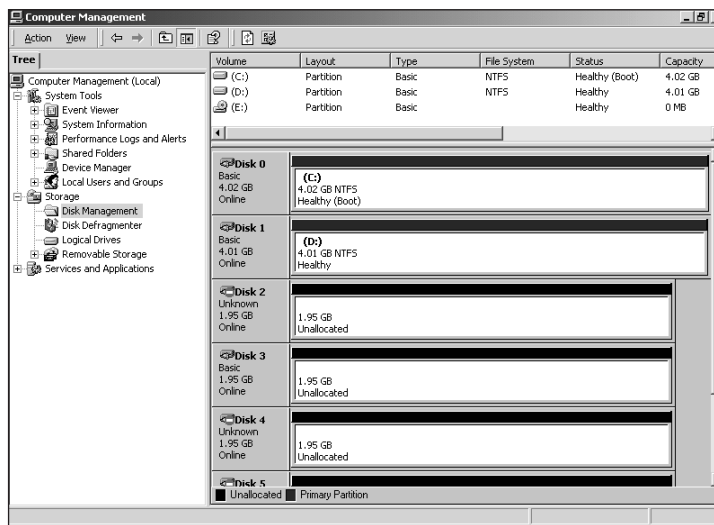 Computer Management
Action View
Tree
Computer Management (Local)
System Tools
Event Viewer
System Information
Performance Logs and Alerts
Shared Folders
Device Manager
Local Users and Groups
Storage
Disk Management
Disk Defragmenter
Logical Drives
Removable Storage
Services and Applications
Volume Layout Type File System Status Capacity
(C:) Partition Basic NTFS Healthy (Boot) 4.02 GB
(D:) Partition Basic NTFS Healthy 4.01 GB
(E:) Partition Basic Healthy 0 MB
Disk 0
Basic
4.02 GB
Online
(C:)
4.02 GB NTFS
Healthy (Boot)
Disk 1
Basic
4.01 GB
Online
(D:)
4.01 GB NTFS
Healthy
Disk 2
Unknown
1.95 GB
Online
1.95 GB
Unallocated
Disk 3
Basic
1.95 GB
Online
1.95 GB
Unallocated
Disk 4
Unknown
1.95 GB
Online
1.95 GB
Unallocated
Disk 5
Unallocated Primary Partition